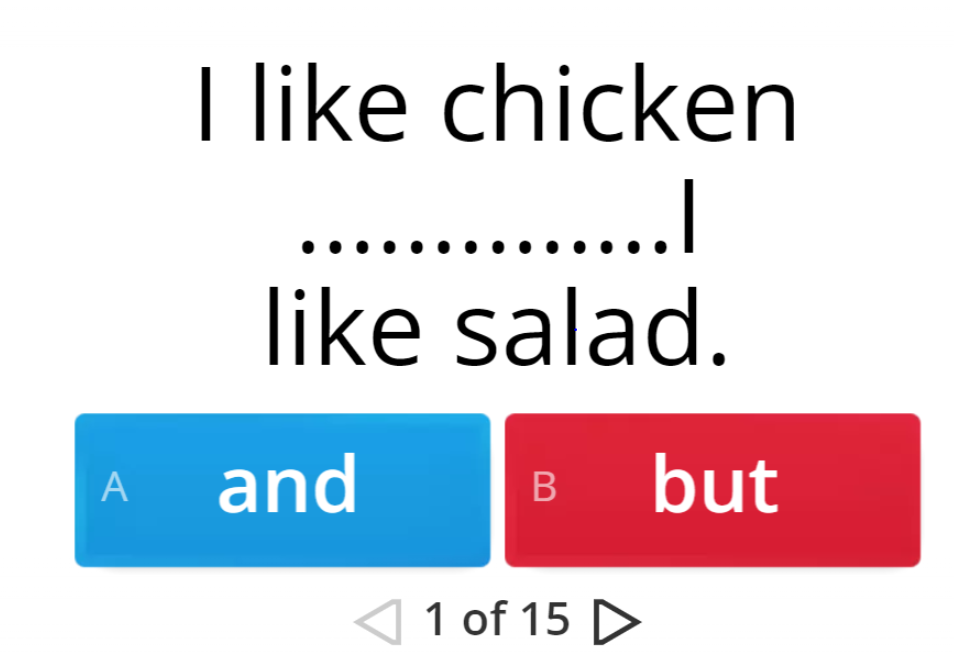 I like chicken
..............I
like salad.
A and
B but
1 of 15